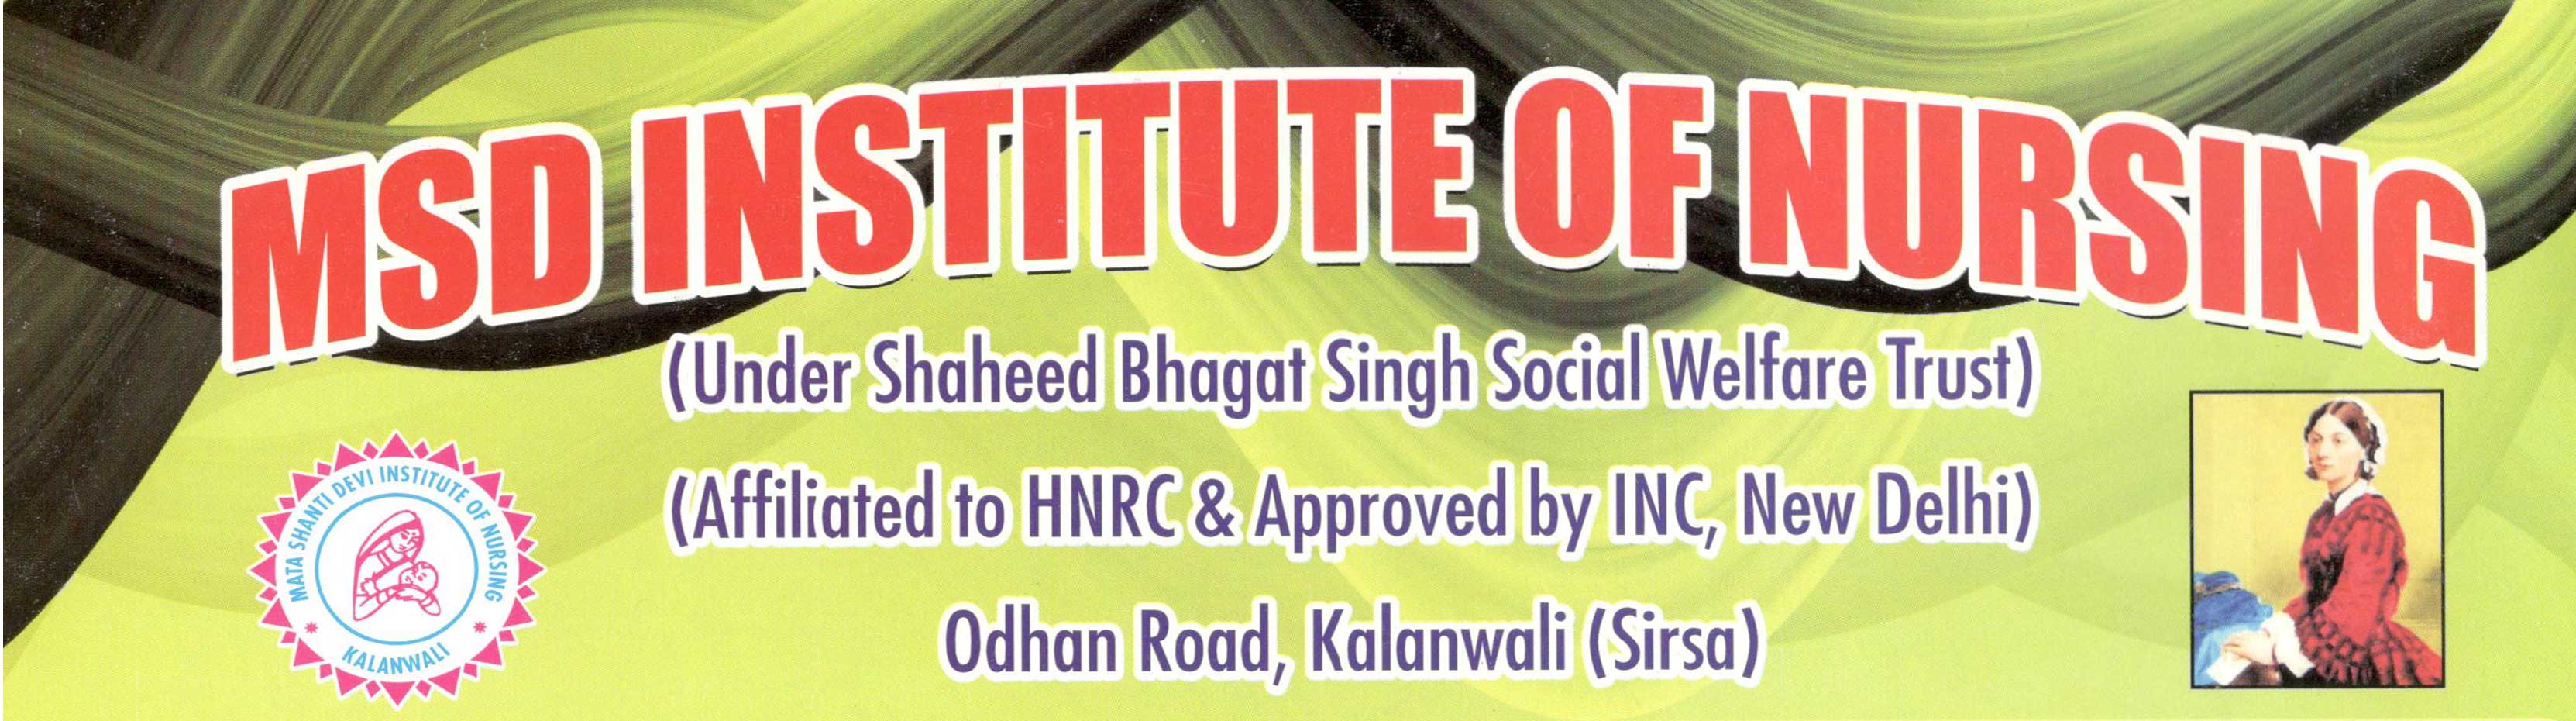 MSD INSTITUTE OF NURSING
(Under Shaheed Bhagat Singh Social Welfare Trust)
(Affiliated to HNRC & Approved by INC, New Delhi)
Odhan Road, Kalanwali (Sirsa)
MATA SHANTI DEVI INSTITUTE OF NURSING
KALANWALI